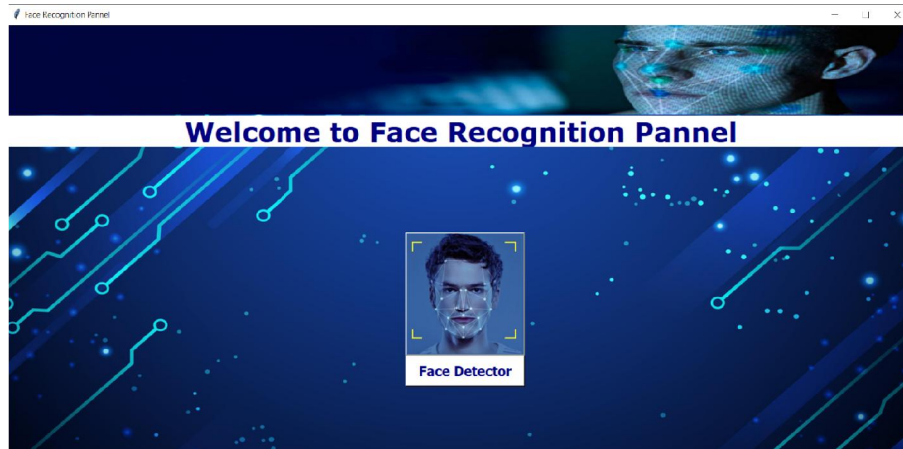 Face Recognition Pannel
Welcome to Face Recognition Pannel
Face Detector